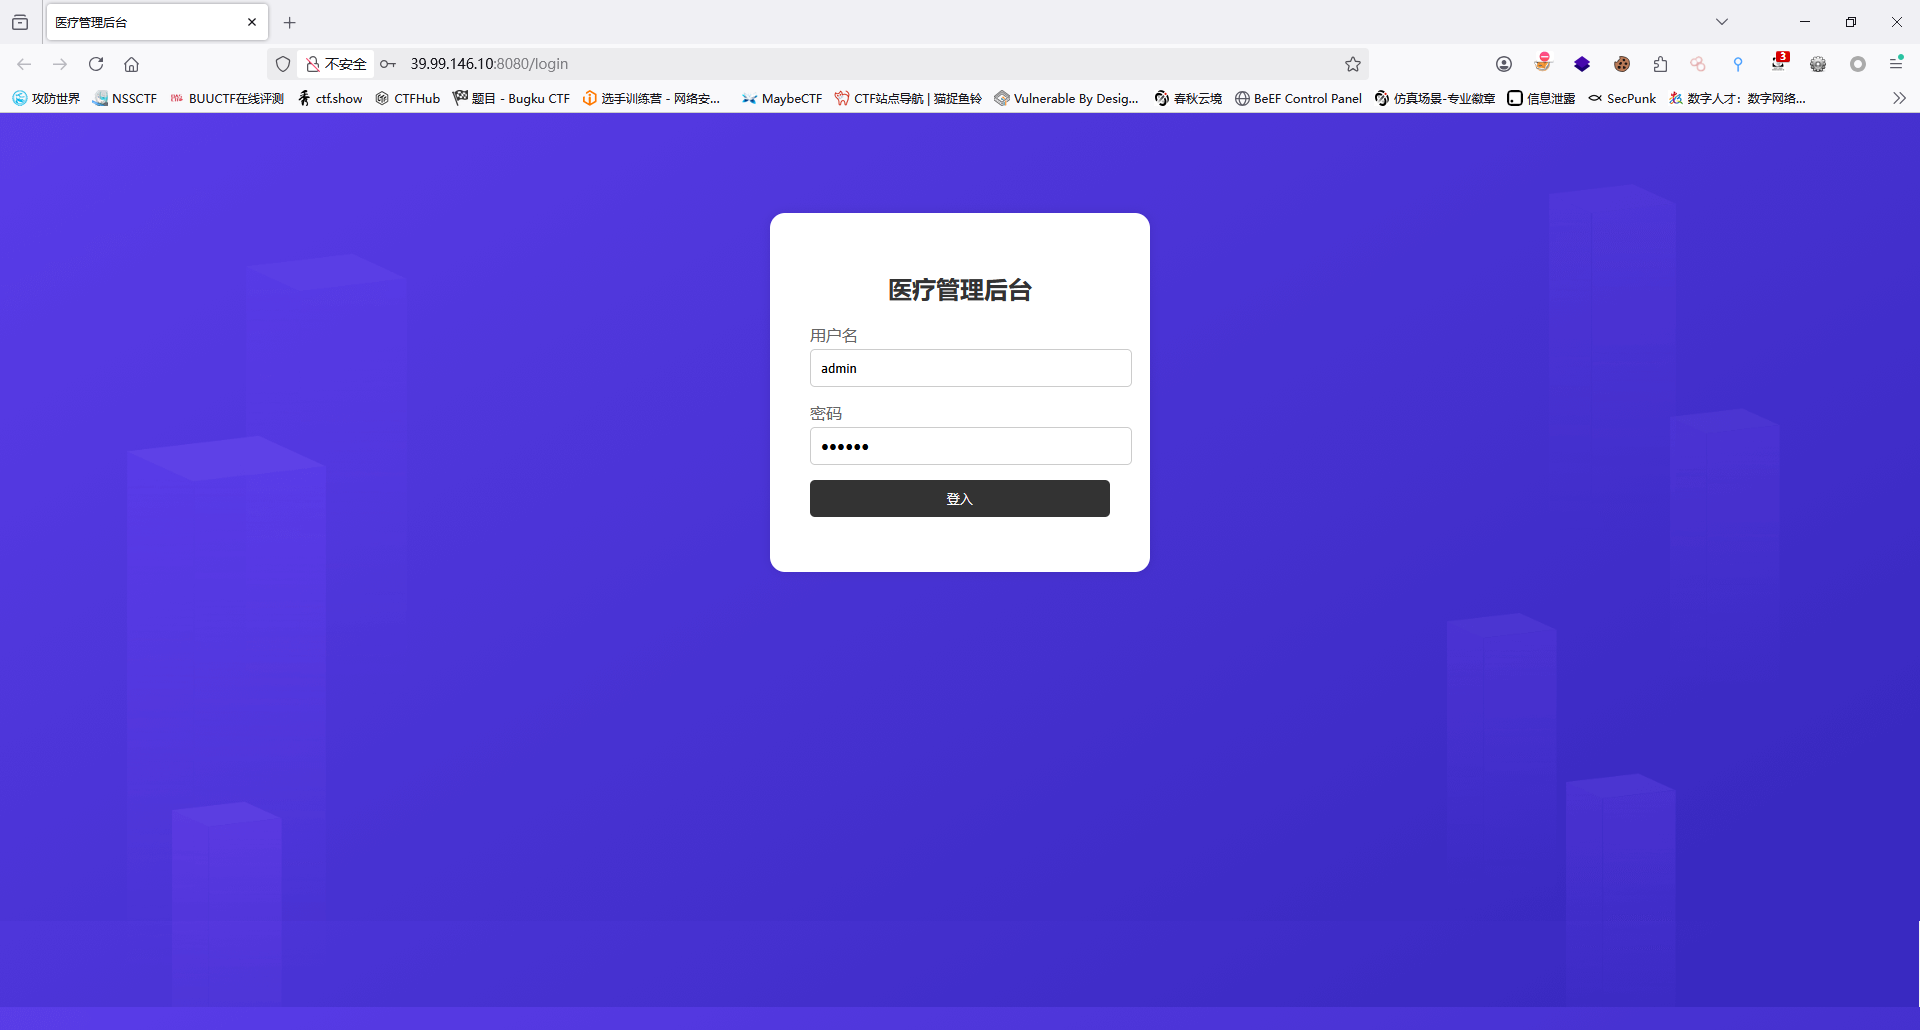 医疗管理后台
不安全
39.99.146.10:8080/login
3
攻防世界 NSSCTF BUUCTF在线评测 ctf.show CTFHub 题目 - Bugku CTF 选手训练营 - 网络安... MaybeCTF CTF站点导航 | 猫捉鱼铃 Vulnerable By Desig... 春秋云境 BeEF Control Panel 仿真场景-专业徽章 信息泄露 SecPunk 数字人才：数字网络...
医疗管理后台
用户名
admin
密码
••••••
登入